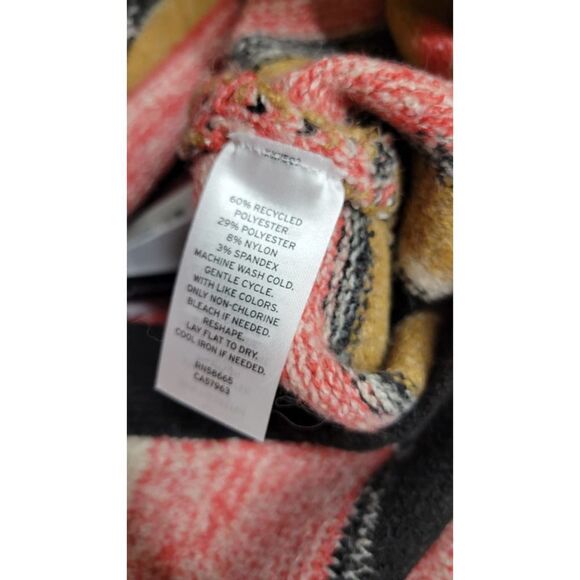 60% RECYCLED
POLYESTER
29% POLYESTER
8% NYLON
3% SPANDEX
MACHINE WASH COLD.
GENTLE CYCLE.
WITH LIKE COLORS.
ONLY NON-CHLORINE
BLEACH IF NEEDED.
RESHAPE.
LAY FLAT TO DRY.
COOL IRON IF NEEDED.
RN58665
CA57963